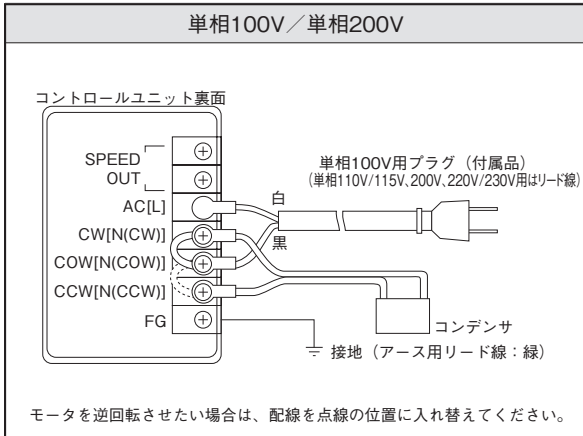 単相100V／単相200V
コントロールユニット裏面
SPEED
OUT
AC[L]
CW[N(CW)]
COW[N(COW)]
CCW[N(CCW)]
FG
白
黒
単相100V用プラグ（付属品）
（単相110V/115V、200V、220V/230V用はリード線）
コンデンサ
接地（アース用リード線：緑）
モータを逆回転させたい場合は、配線を点線の位置に入れ替えてください。